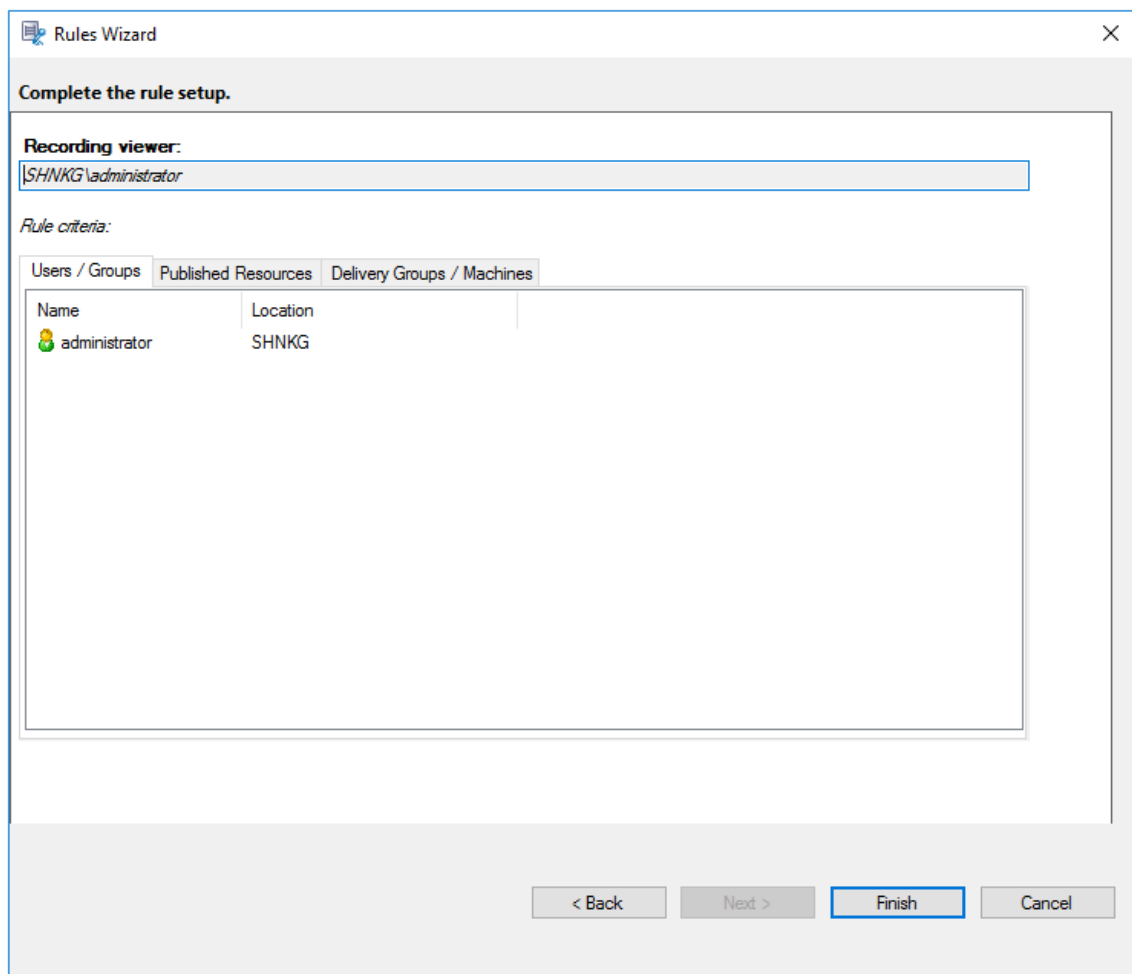 Rules Wizard
Complete the rule setup.
Recording viewer:
SHNKG\administrator
Rule criteria:
Users / Groups Published Resources Delivery Groups / Machines
Name Location
administrator SHNKG
< Back Next > Finish Cancel